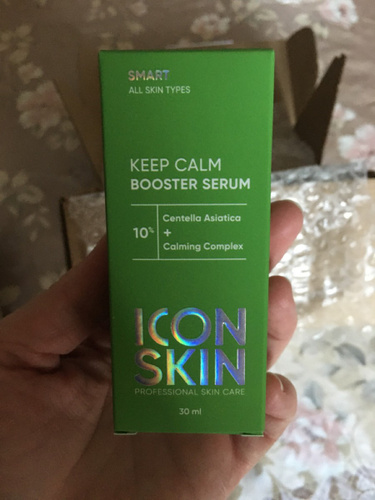 SMART
ALL SKIN TYPES
KEEP CALM
BOOSTER SERUM
10%
Centella Asiatica
+
Calming Complex
ICON
SKIN
PROFESSIONAL SKIN CARE
30 ml